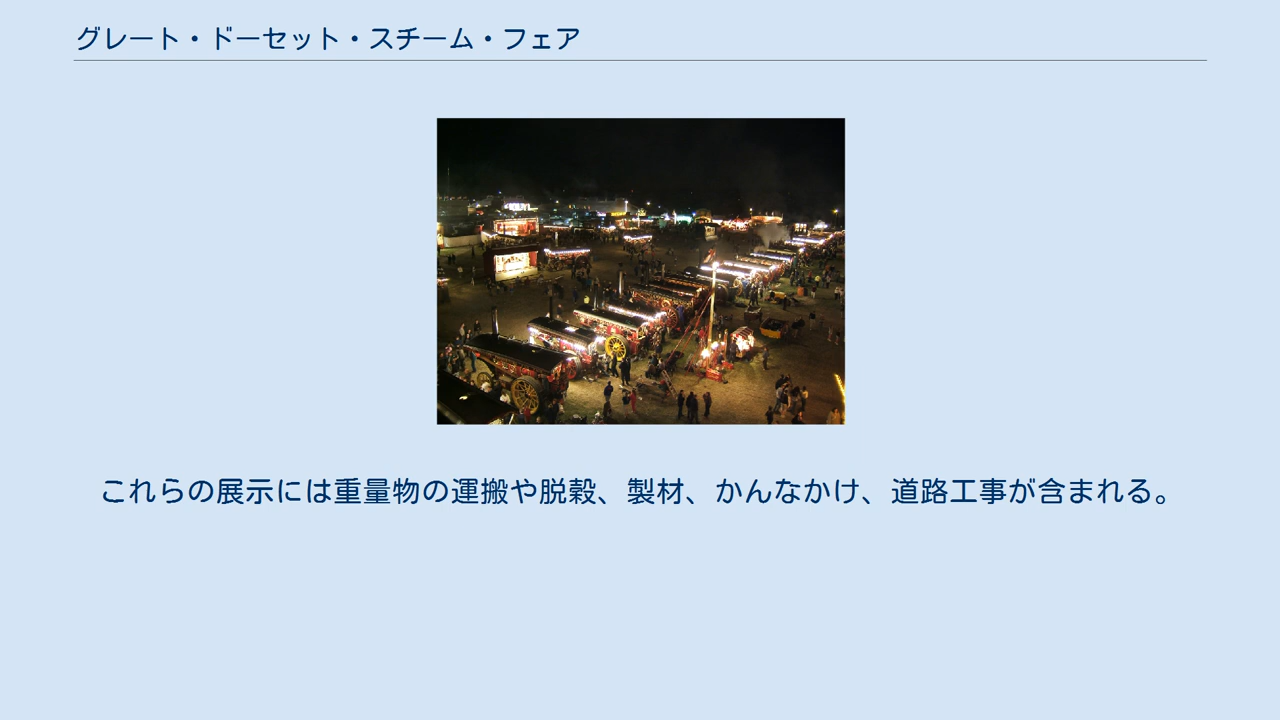 グレート・ドーセット・スチーム・フェア
これらの展示には重量物の運搬や脱穀、製材、かんなかけ、道路工事が含まれる。